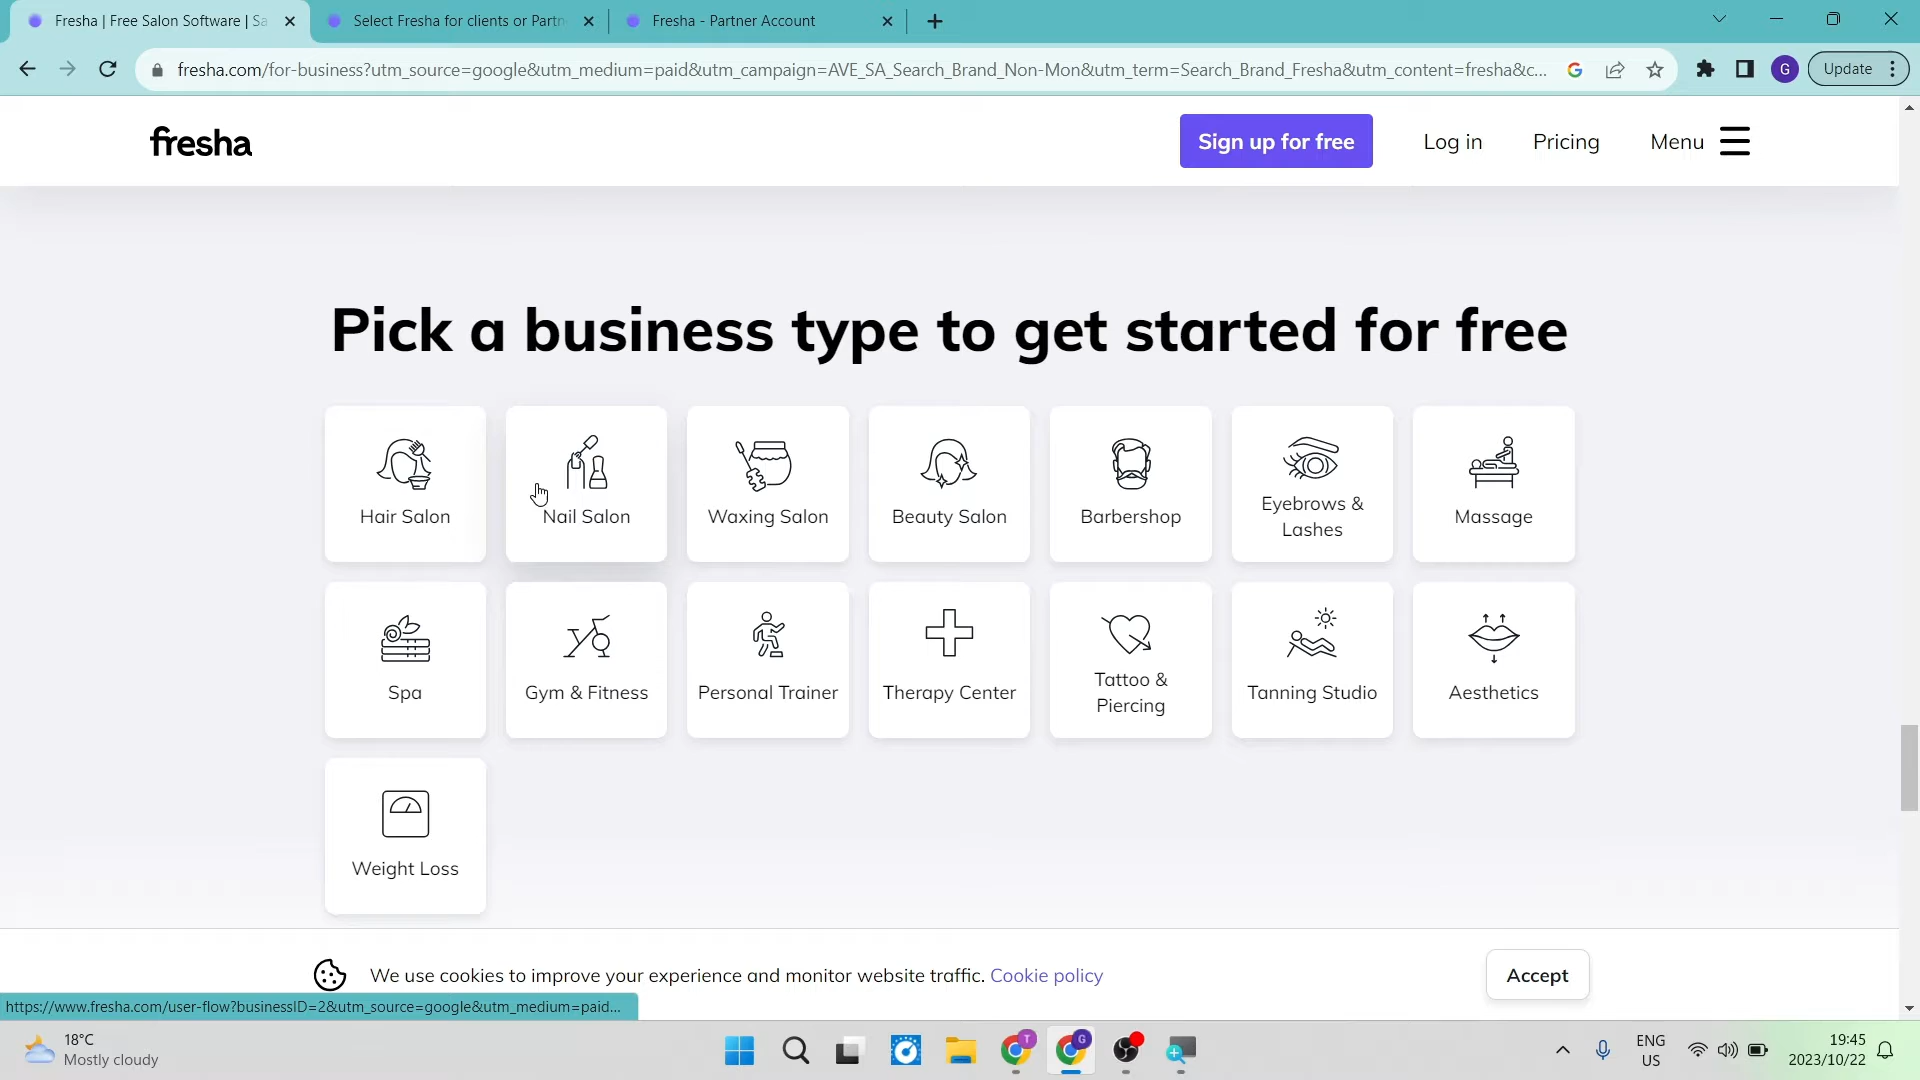 Fresha | Free Salon Software | Sa
Select Fresha for clients or Partn
Fresha - Partner Account
fresha.com/for-business?utm_source=google&utm_medium=paid&utm_campaign=AVE_SA_Search_Brand_Non-Mon&utm_term=Search_Brand_Fresha&utm_content=fresha&c...
G
Update
fresha
Sign up for free
Log in
Pricing
Menu
Pick a business type to get started for free
Hair Salon
Nail Salon
Waxing Salon
Beauty Salon
Barbershop
Eyebrows &
Lashes
Massage
Spa
Gym & Fitness
Personal Trainer
Therapy Center
Tattoo &
Piercing
Tanning Studio
Aesthetics
Weight Loss
We use cookies to improve your experience and monitor website traffic. Cookie policy
Accept
https://www.fresha.com/user-flow?businessID=2&utm_source=google&utm_medium=paid...
18°C
Mostly cloudy
T
G
ENG
US
19:45
2023/10/22